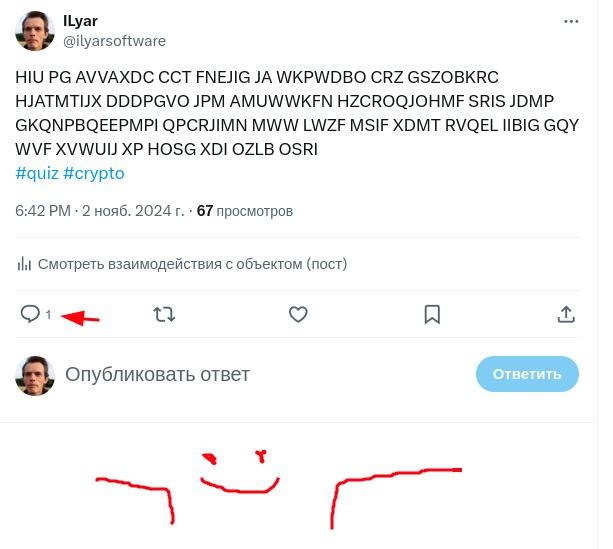 ILyar
@ilyarsoftware
HIU PG AVVAXDC CCT FNEJIG JA WKPWDBO CRZ GSZOBKRC
HJATMTIJX DDDPGVO JPM AMUWWKFN HZCROQJOHMF SRIS JDMP
GKQNPBQEEPMPI QPCRJIMN MWW LWZF MSIF XDMT RVQEL IIBIG GQY
WVF XVWUIJ XP HOSG XDI OZLB OSRI
#quiz #crypto
6:42 PM · 2 нояб. 2024 г. · 67 просмотров
Смотреть взаимодействия с объектом (пост)
1
Опубликовать ответ
Ответить